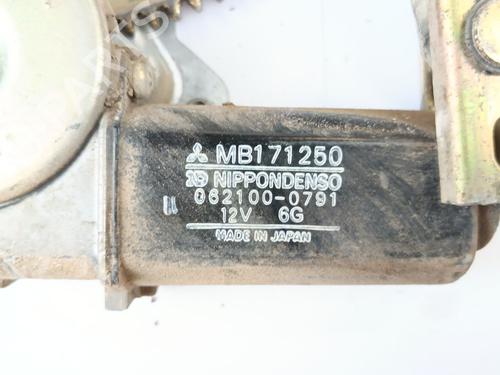 MB171250
NIPPONDENSO
062100-0791
12V 6G
MADE IN JAPAN